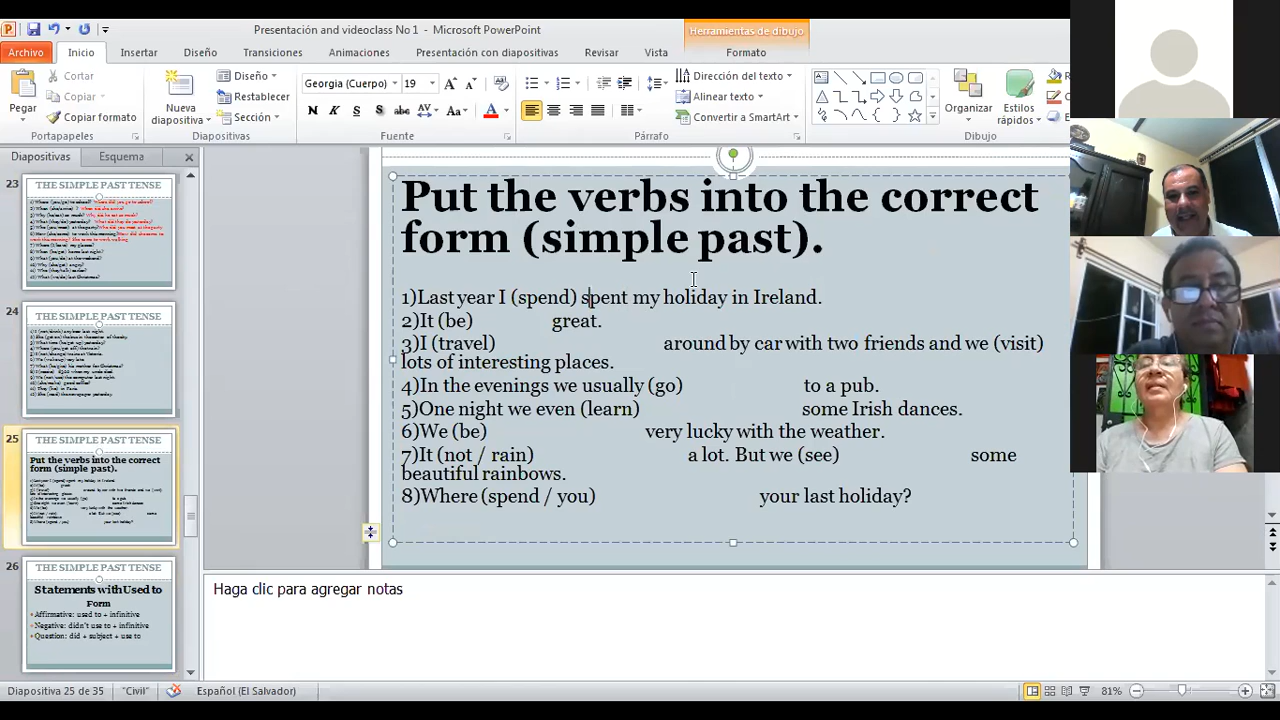 Presentación and videoclass No 1 - Microsoft PowerPoint
Herramientas de dibujo
Archivo Inicio Insertar Diseño Transiciones Animaciones Presentación con diapositivas Revisar Vista Formato
Pegar
Cortar
Copiar
Copiar formato
Portapapeles
Nueva diapositiva
Diseño
Restablecer
Sección
Diapositivas
Georgia (Cuerpo) 19
N K S S abc AV Aa A
Fuente
Dirección del texto
Alinear texto
Convertir a SmartArt
Párrafo
Organizar
Estilos rápidos
Dibujo
Diapositivas Esquema
23
THE SIMPLE PAST TENSE
24
THE SIMPLE PAST TENSE
25
THE SIMPLE PAST TENSE
Put the verbs into the correct
form (simple past).
26
THE SIMPLE PAST TENSE
Statements with Used to
Form
Affirmative: used to + infinitive
Negative: didn't use to + infinitive
Question: did + subject + use to
Put the verbs into the correct
form (simple past).
1)Last year I (spend) spent my holiday in Ireland.
2)It (be) great.
3)I (travel) around by car with two friends and we (visit)
lots of interesting places.
4)In the evenings we usually (go) to a pub.
5)One night we even (learn) some Irish dances.
6)We (be) very lucky with the weather.
7)It (not / rain) a lot. But we (see) some
beautiful rainbows.
8)Where (spend / you) your last holiday?
Haga clic para agregar notas
Diapositiva 25 de 35 "Civil" Español (El Salvador) 81%